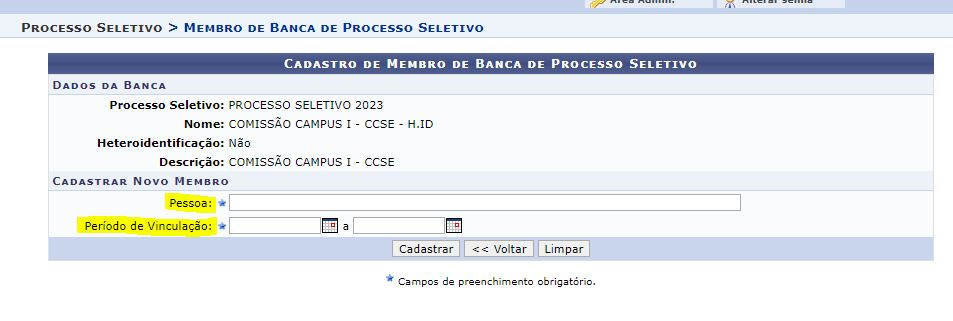 Área Admin. Alterar senha
Processo Seletivo > Membro de Banca de Processo Seletivo
Cadastro de Membro de Banca de Processo Seletivo
Dados da Banca
Processo Seletivo: PROCESSO SELETIVO 2023
Nome: COMISSÃO CAMPUS I - CCSE - H.ID
Heteroidentificação: Não
Descrição: COMISSÃO CAMPUS I - CCSE
Cadastrar Novo Membro
Pessoa:
Período de Vinculação: a
Cadastrar << Voltar Limpar
Campos de preenchimento obrigatório.